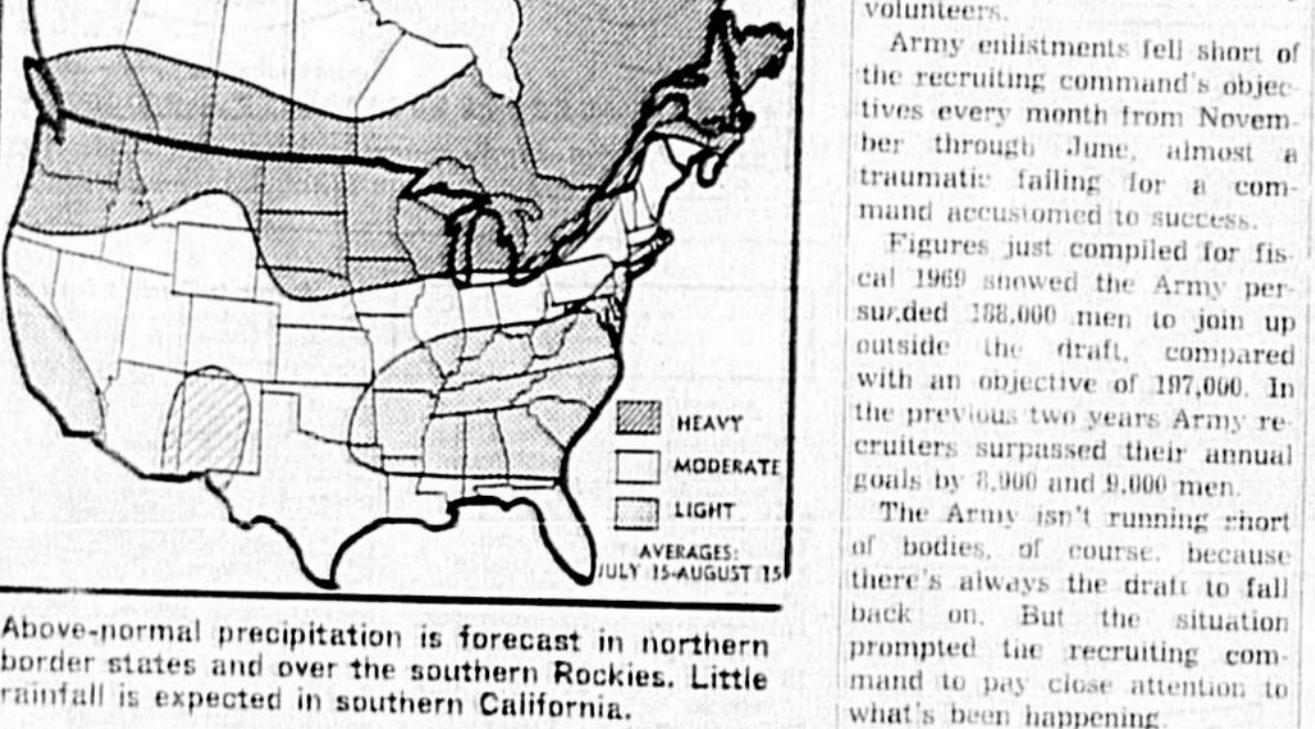 HEAVY
MODERATE
LIGHT
AVERAGES:
JULY 15-AUGUST 15
Above-normal precipitation is forecast in northern
border states and over the southern Rockies. Little
rainfall is expected in southern California.
volunteers.
Army enlistments fell short of
the recruiting command's objec-
tives every month from Novem-
ber through June, almost a
traumatic failing for a com-
mand accustomed to success.
Figures just compiled for fis-
cal 1969 showed the Army per-
suaded 188,000 men to join up
outside the draft, compared
with an objective of 197,000. In
the previous two years Army re-
cruiters surpassed their annual
goals by 8,000 and 9,000 men.
The Army isn't running short
of bodies, of course, because
there's always the draft to fall
back on. But the situation
prompted the recruiting com-
mand to pay close attention to
what's been happening.